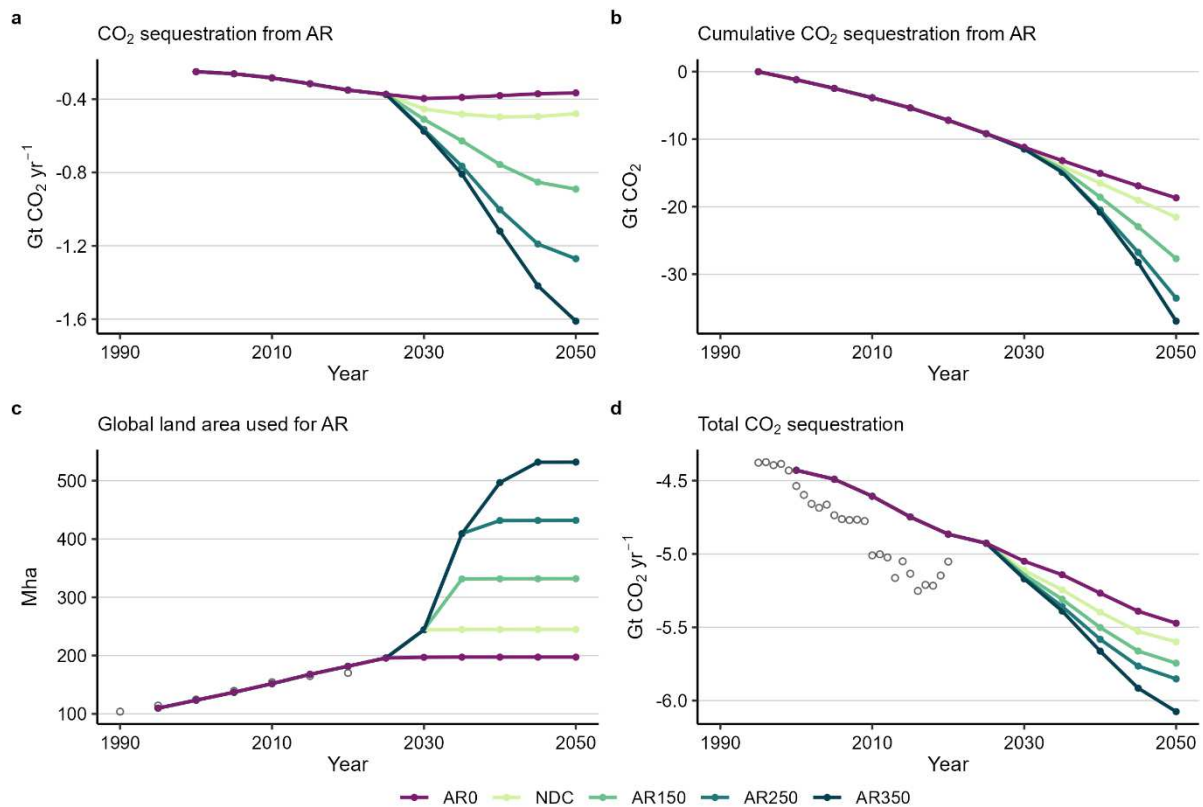 a
CO₂ sequestration from AR
Gt CO₂ yr⁻¹
-0.4
-0.8
-1.2
-1.6
1990 2010 2030 2050
Year
b
Cumulative CO₂ sequestration from AR
Gt CO₂
0
-10
-20
-30
1990 2010 2030 2050
Year
c
Global land area used for AR
Mha
500
400
300
200
100
1990 2010 2030 2050
Year
d
Total CO₂ sequestration
Gt CO₂ yr⁻¹
-4.5
-5.0
-5.5
-6.0
1990 2010 2030 2050
Year
AR0 NDC AR150 AR250 AR350